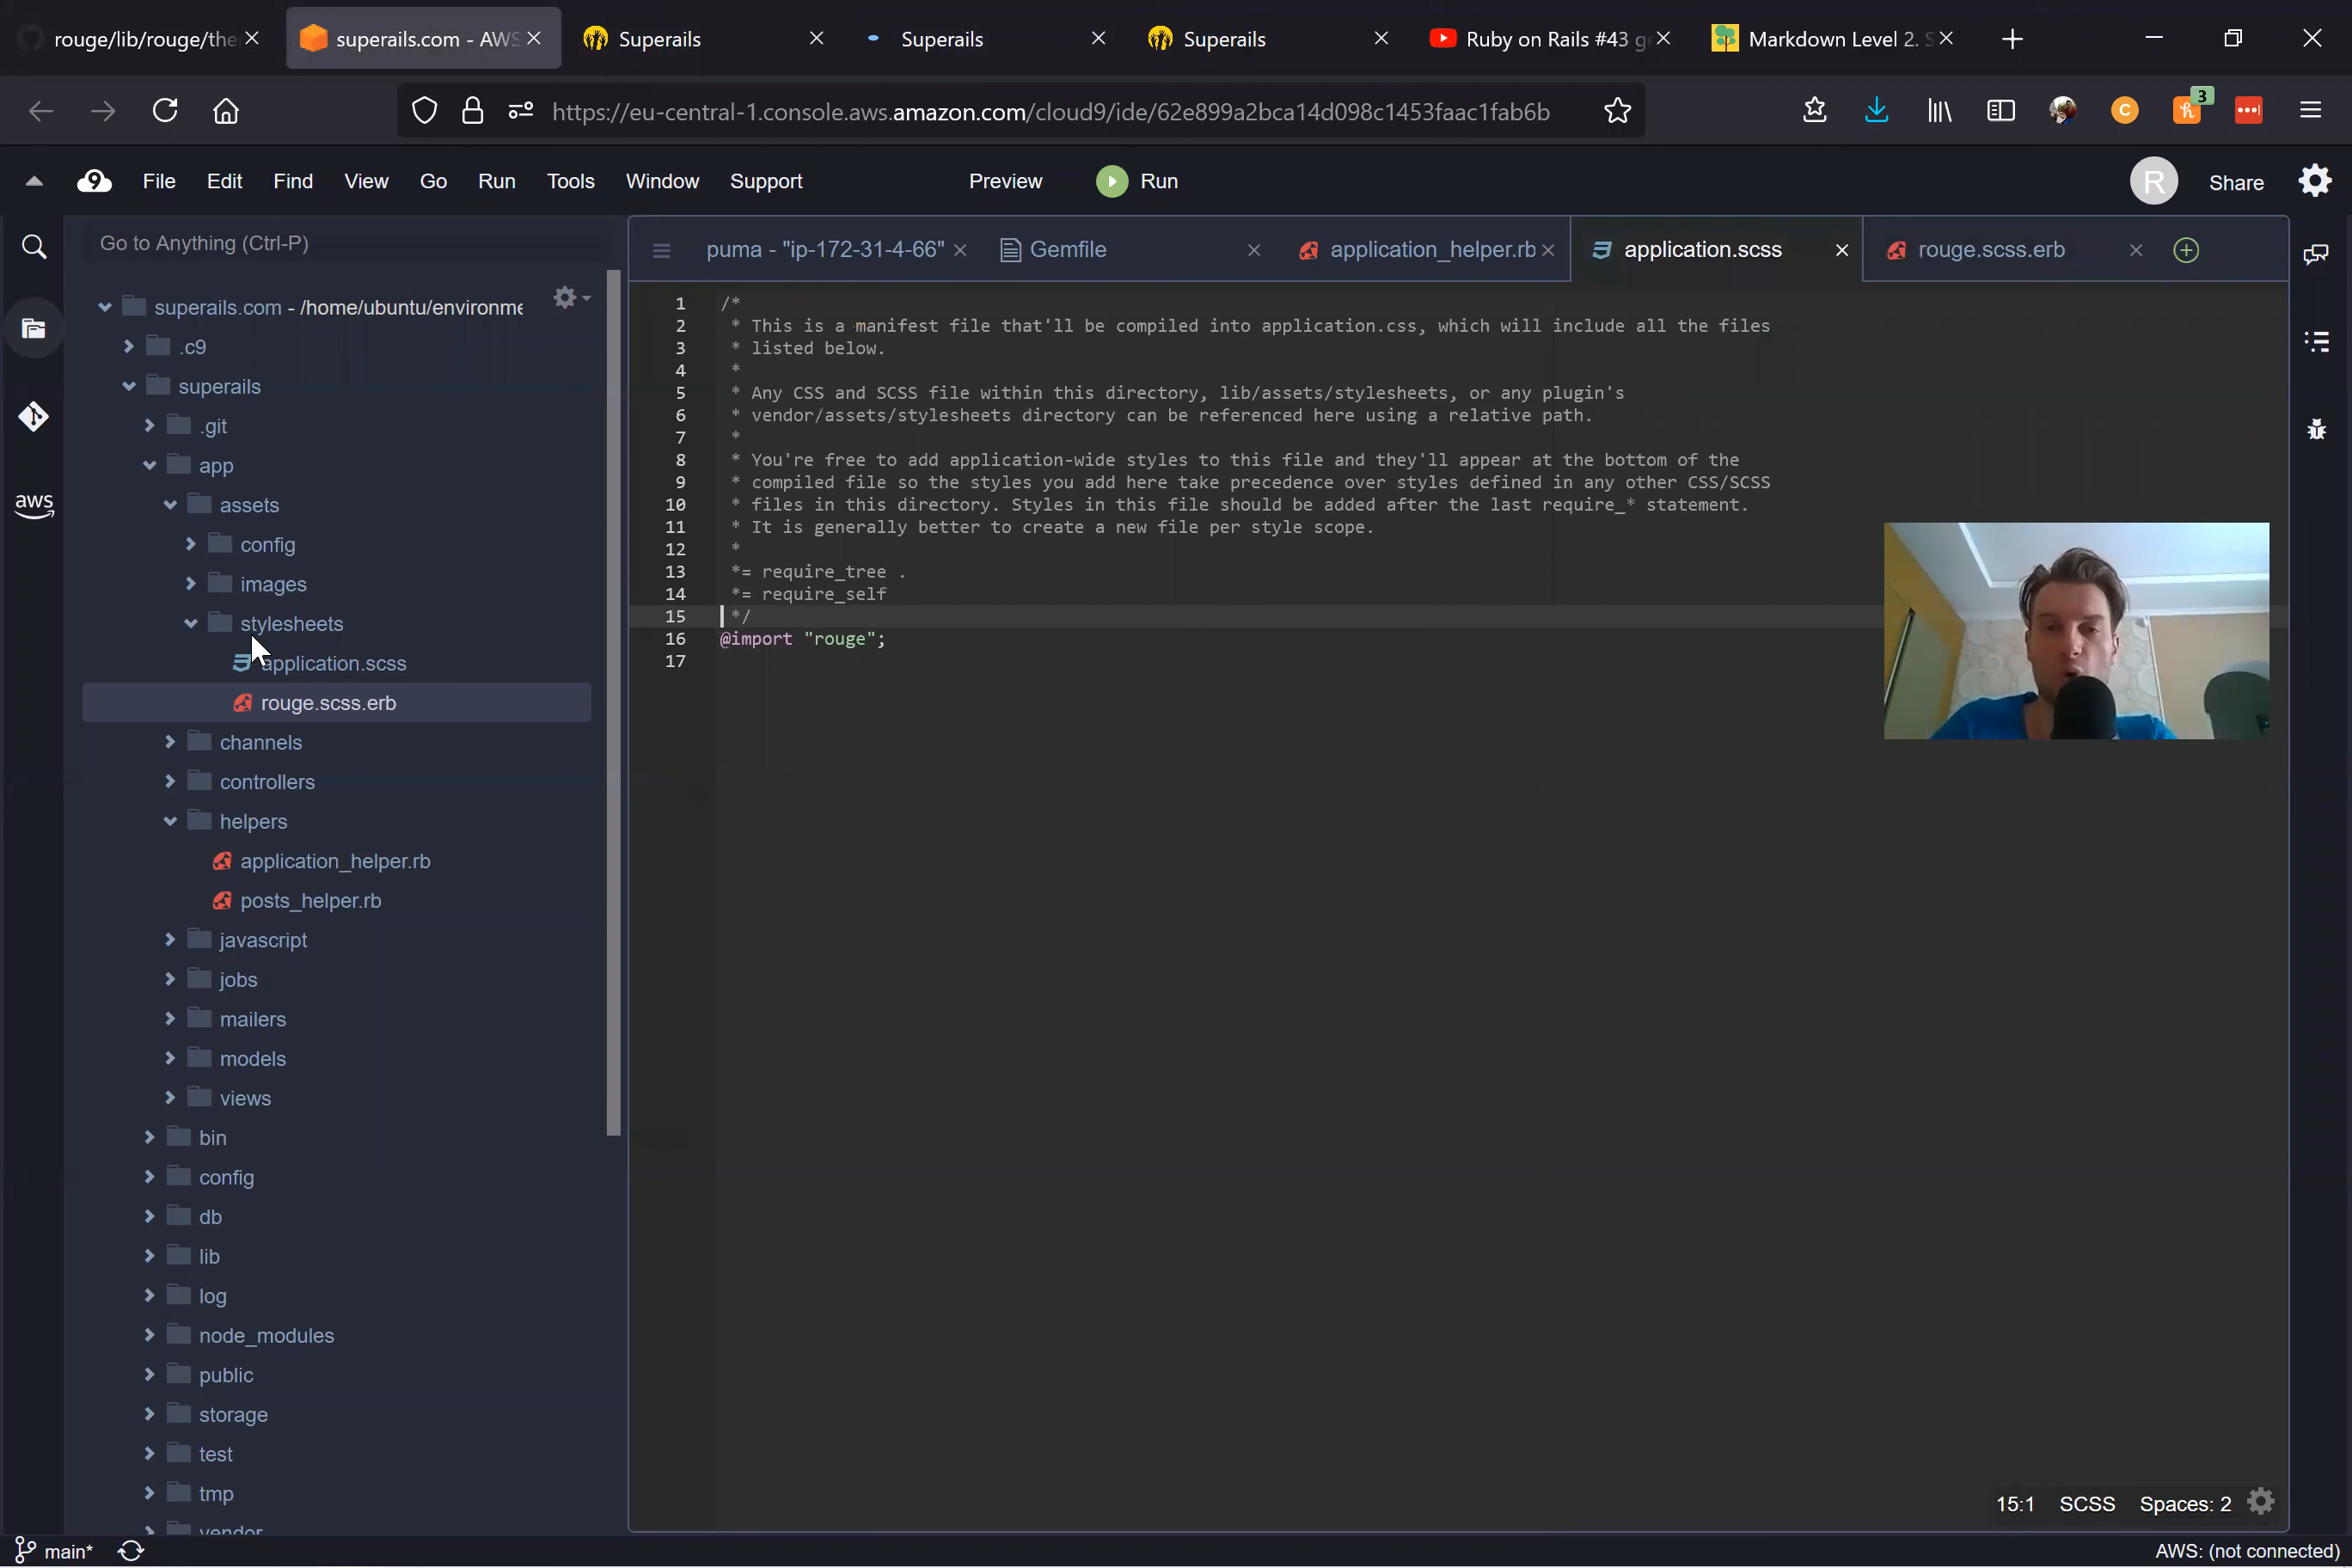 rouge/lib/rouge/the
superails.com - AWS
Superails
Superails
Superails
Ruby on Rails #43 ge
Markdown Level 2. S
https://eu-central-1.console.aws.amazon.com/cloud9/ide/62e899a2bca14d098c1453faac1fab6b
C
h
3
9
File
Edit
Find
View
Go
Run
Tools
Window
Support
Preview
Run
R
Share
Go to Anything (Ctrl-P)
puma - "ip-172-31-4-66"
Gemfile
application_helper.rb
application.scss
rouge.scss.erb
aws
superails.com - /home/ubuntu/environme
.c9
superails
.git
app
assets
config
images
stylesheets
application.scss
rouge.scss.erb
channels
controllers
helpers
application_helper.rb
posts_helper.rb
javascript
jobs
mailers
models
views
bin
config
db
lib
log
node_modules
public
storage
test
tmp
vendor
1 /*
2 * This is a manifest file that'll be compiled into application.css, which will include all the files
3 * listed below.
4 *
5 * Any CSS and SCSS file within this directory, lib/assets/stylesheets, or any plugin's
6 * vendor/assets/stylesheets directory can be referenced here using a relative path.
7 *
8 * You're free to add application-wide styles to this file and they'll appear at the bottom of the
9 * compiled file so the styles you add here take precedence over styles defined in any other CSS/SCSS
10 * files in this directory. Styles in this file should be added after the last require_* statement.
11 * It is generally better to create a new file per style scope.
12 *
13 *= require_tree .
14 *= require_self
15 */
16 @import "rouge";
17
15:1 SCSS Spaces: 2
main*
AWS: (not connected)